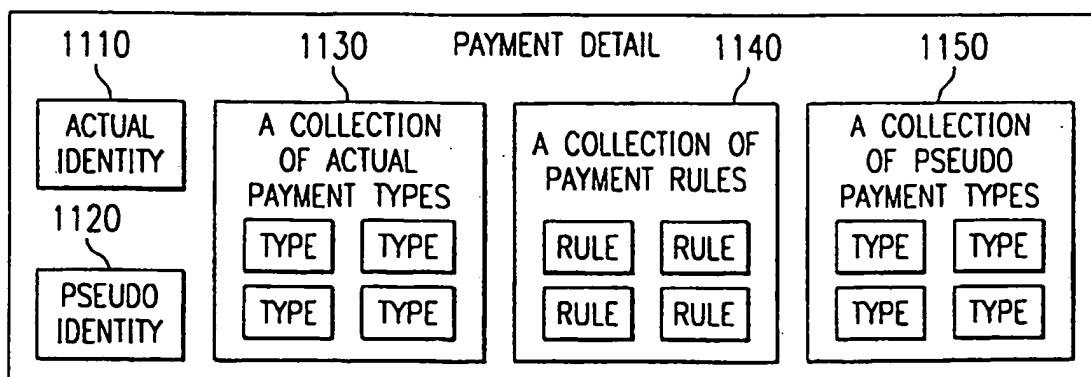 PAYMENT DETAIL
1110
ACTUAL
IDENTITY
1120
PSEUDO
IDENTITY
1130
A COLLECTION
OF ACTUAL
PAYMENT TYPES
TYPE TYPE
TYPE TYPE
1140
A COLLECTION OF
PAYMENT RULES
RULE RULE
RULE RULE
1150
A COLLECTION
OF PSEUDO
PAYMENT TYPES
TYPE TYPE
TYPE TYPE